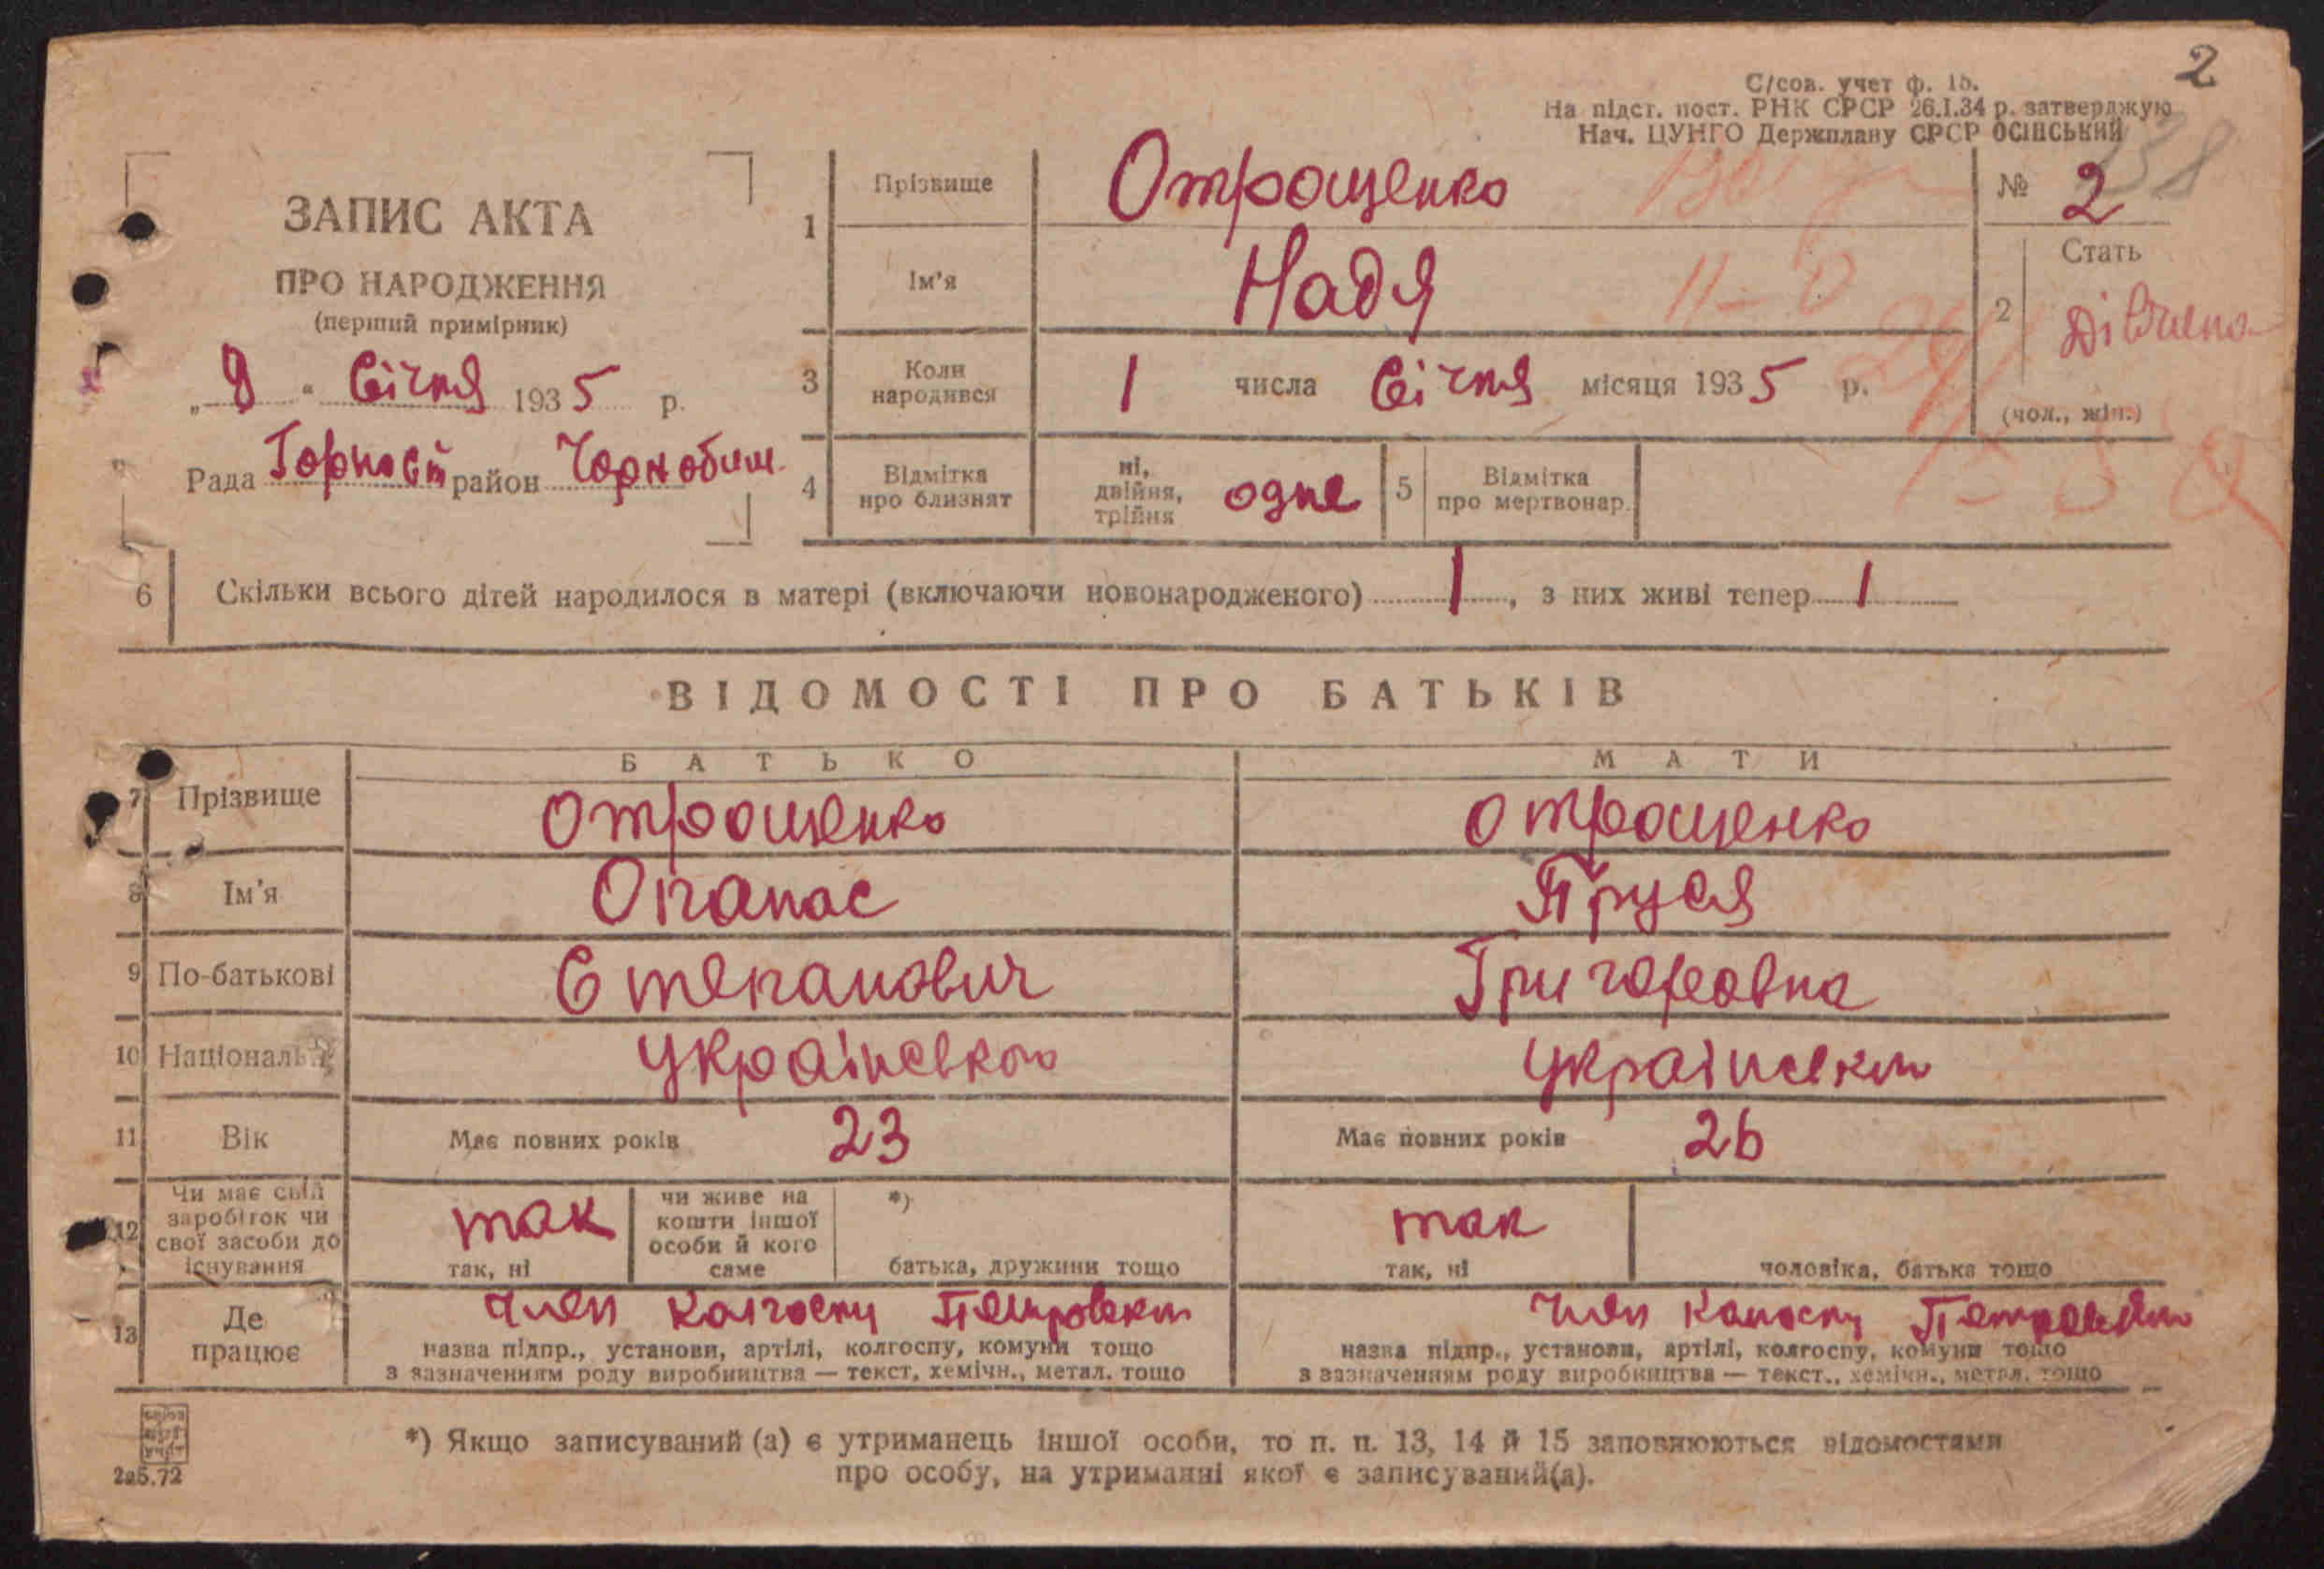 2
С/сов. учет ф. 15.
На підст. пост. РНК СРСР 26.І.34 р. затверджую
Нач. ЦУНГО Держплану СРСР ОСІНСЬКИЙ
38
ЗАПИС АКТА
ПРО НАРОДЖЕННЯ
(перший примірник)
„ 8 “ Січня 1935 р.
Рада Горност район Чорнобил.
1 Прізвище Отрощенко
№ 2
Ім'я Надя
2 Стать Дівчина
(чол., жін.)
3 Коли народився 1 числа Січня місяця 1935 р.
4 Відмітка про близнят ні, двійня, трійня одне
5 Відмітка про мертвонар.
6 Скільки всього дітей народилося в матері (включаючи новонародженого) 1, з них живі тепер 1
ВІДОМОСТІ ПРО БАТЬКІВ
БАТЬКО МАТИ
7 Прізвище Отрощенко Отрощенко
8 Ім'я Опанас Пруся
9 По-батькові Степанович Григоровна
10 Національ Українського Українськ
11 Вік Має повних років 23 Має повних років 26
12 Чи має свій заробіток чи свої засоби до існування так
так, ні
чи живе на кошти іншої особи й кого саме
*)
батька, дружини тощо
так
так, ні
чоловіка, батька тощо
13 Де працює Член Колгоспу Петровськ
назва підпр., установи, артілі, колгоспу, комуни тощо
з зазначенням роду виробництва — текст, хемічн., метал. тощо
Член Колгоспу
назва підпр., установи, артілі, колгоспу, комуни тощо
з зазначенням роду виробництва — текст., хемічн., метал. тощо
*) Якщо записуваний (а) є утриманець іншої особи, то п. п. 13, 14 й 15 заповнюються відомостями
про особу, на утриманні якої є записуваний(а).
2а5.72